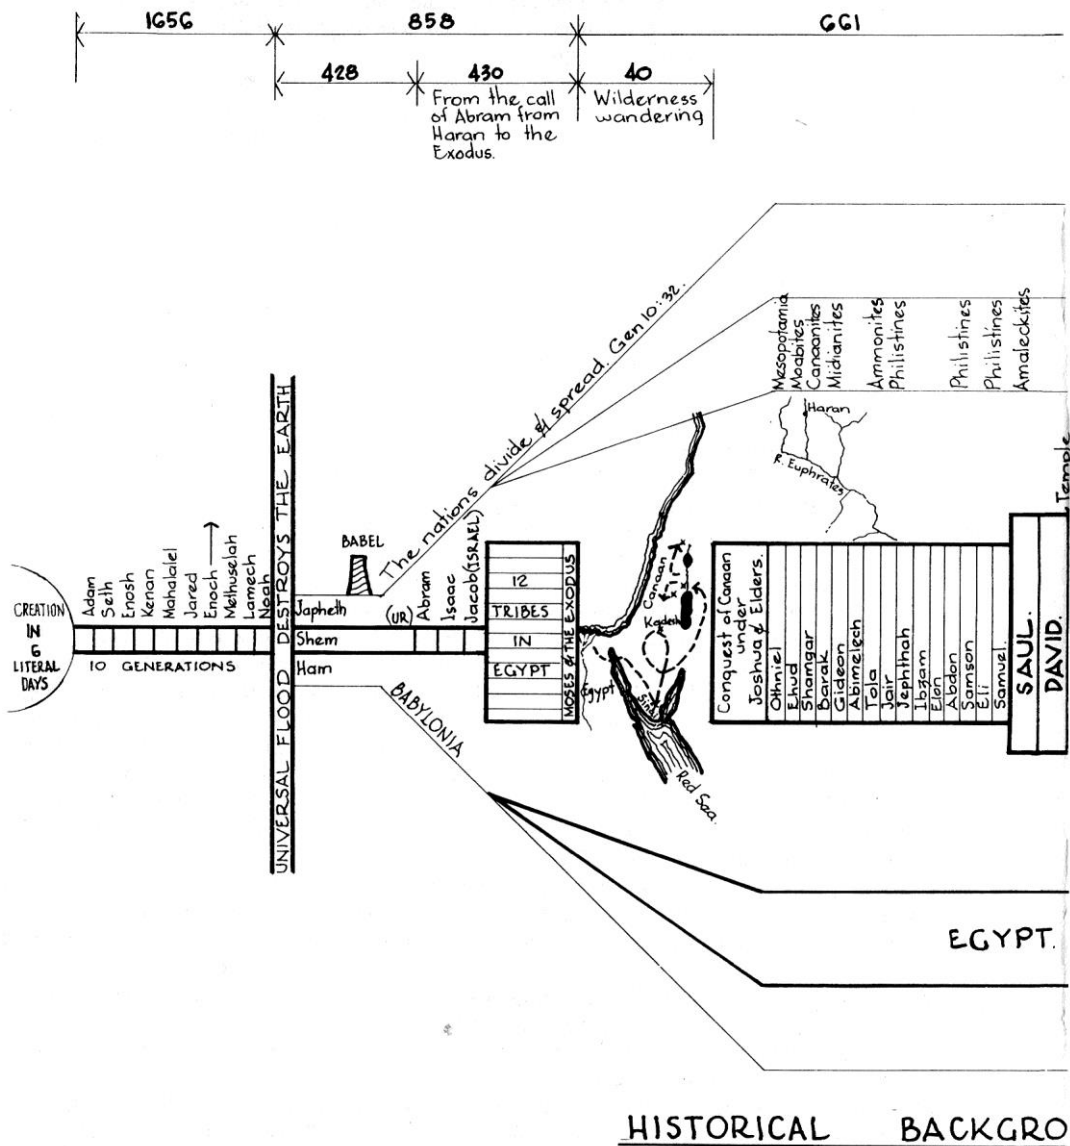 1656
858
661
428
430
40
From the call
of Abram from
Haran to the
Exodus.
Wilderness
wandering
The nations divide & spread. Gen 10:32.
Mesopotamia
Moabites
Canaanites
Midianites
Ammonites
Philistines
Philistines
Philistines
Amaleckites
Haran
R. Euphrates
Temple
CREATION
IN
6
LITERAL
DAYS
Adam
Seth
Enosh
Kenan
Mahalalel
Jared
Enoch
Methuselah
Lamech
Noah
10 GENERATIONS
UNIVERSAL FLOOD DESTROYS THE EARTH
BABEL
Japheth
Shem
Ham
(UR)
Abram
Isaac
Jacob (ISRAEL)
12
TRIBES
IN
EGYPT
MOSES & THE EXODUS
Canaan
Kadesh
Egypt
Sinai
Red Sea.
Conquest of Canaan
under
Joshua & Elders.
Othniel
Ehud
Shamgar
Barak
Gideon
Abimelech
Tola
Jair
Jephthah
Ibzam
Elon
Abdon
Samson
Eli
Samuel.
SAUL.
DAVID.
BABYLONIA
EGYPT.
HISTORICAL BACKGRO